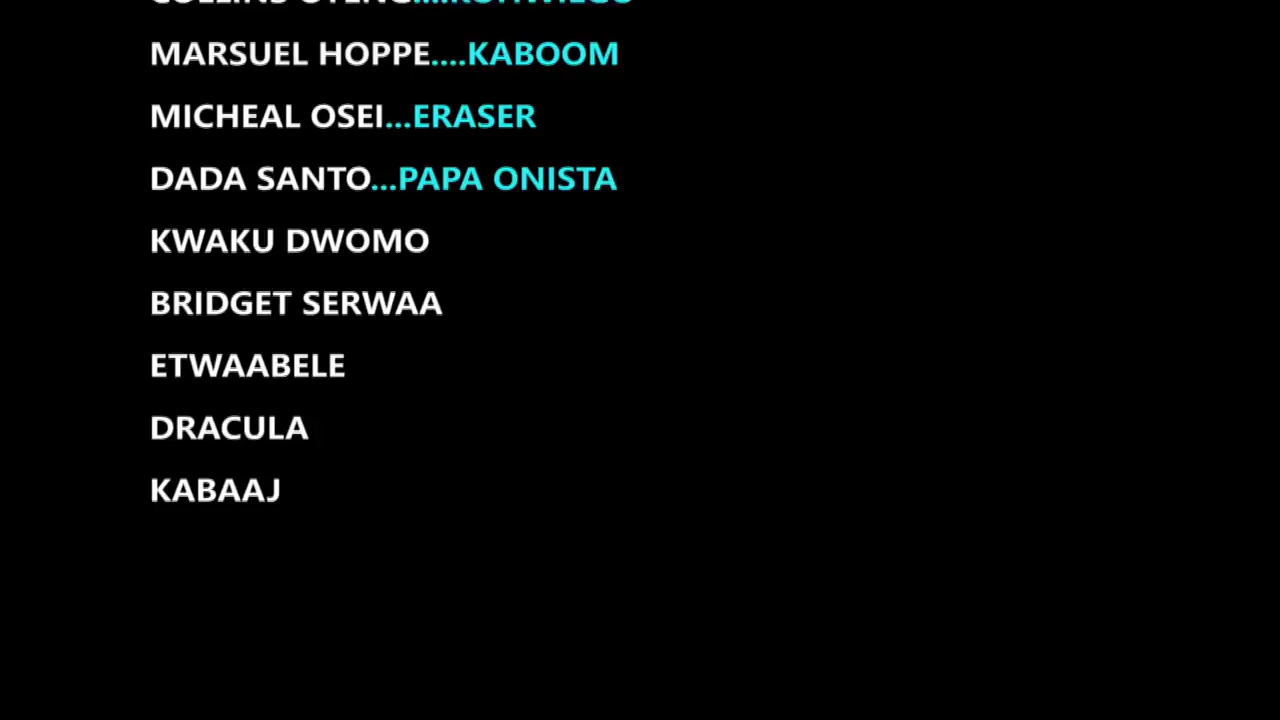 MARSUEL HOPPE....KABOOM
MICHEAL OSEI...ERASER
DADA SANTO...PAPA ONISTA
KWAKU DWOMO
BRIDGET SERWAA
ETWAABELE
DRACULA
KABAAJ